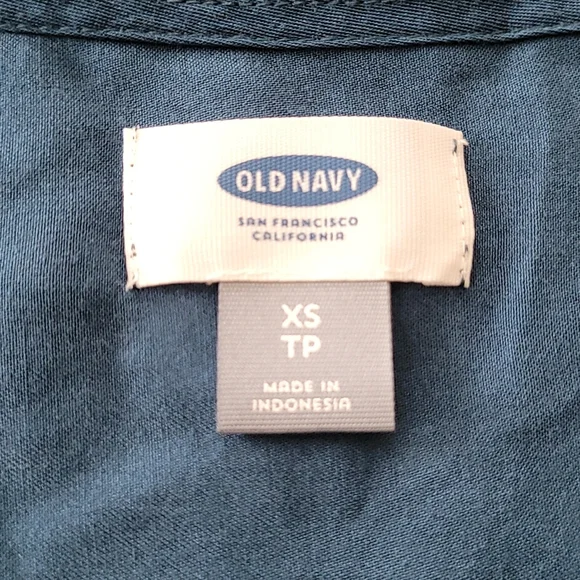 OLD NAVY
SAN FRANCISCO
CALIFORNIA
XS
TP
MADE IN
INDONESIA